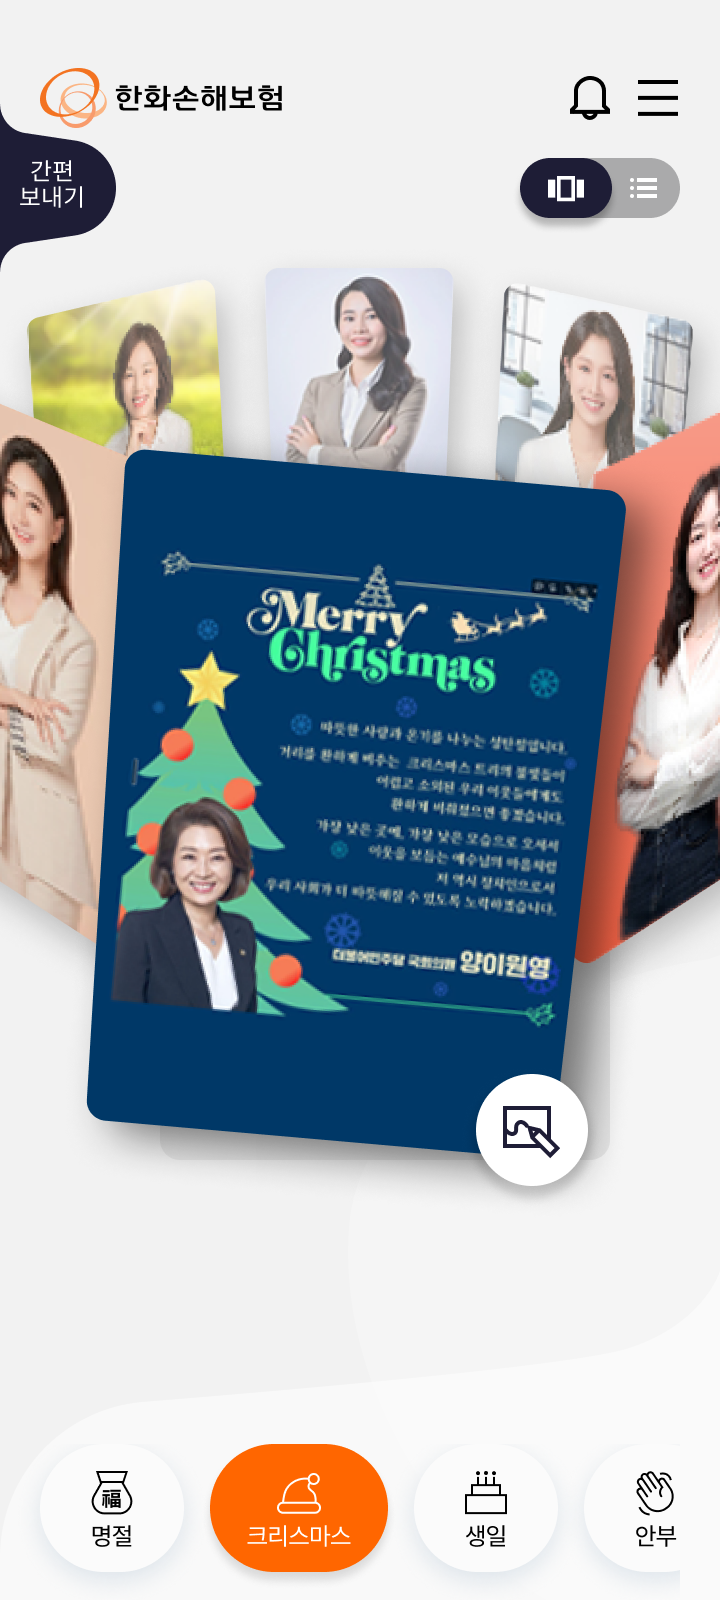 한화손해보험
간편
보내기
Merry
Christmas
따뜻한 사랑과 온기를 나누는 성탄절입니다.
거리를 환하게 비추는 크리스마스 트리의 불빛들이
어렵고 소외된 우리 이웃들에게도
환하게 비춰졌으면 좋겠습니다.
가장 낮은 곳에, 가장 낮은 모습으로 오셔서
이웃을 보듬는 예수님의 마음처럼
저 역시 정치인으로서
우리 사회가 더 따뜻해질 수 있도록 노력하겠습니다.
더불어민주당 국회의원 양이원영
福
명절
크리스마스
생일
안부